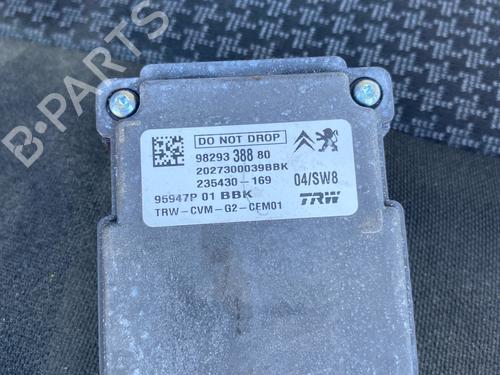 B-PARTS
DO NOT DROP
98293 388 80
2027300039BBK
235430-169 04/SW8
95947P 01 BBK
TRW-CVM-G2-CEM01 TRW